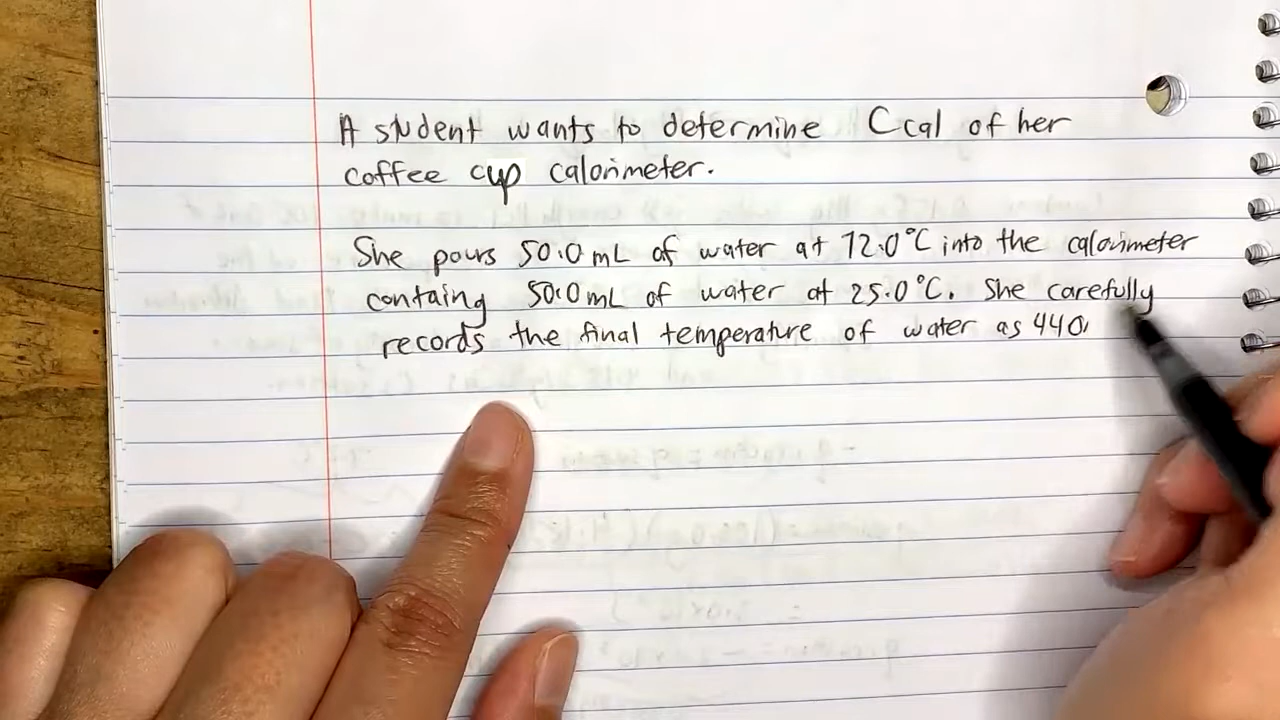 A student wants to determine Ccal of her
coffee cup calorimeter.
She pours 50.0 mL of water at 72.0°C into the calorimeter
containg 50.0 mL of water at 25.0°C. She carefully
records the final temperature of water as 440.